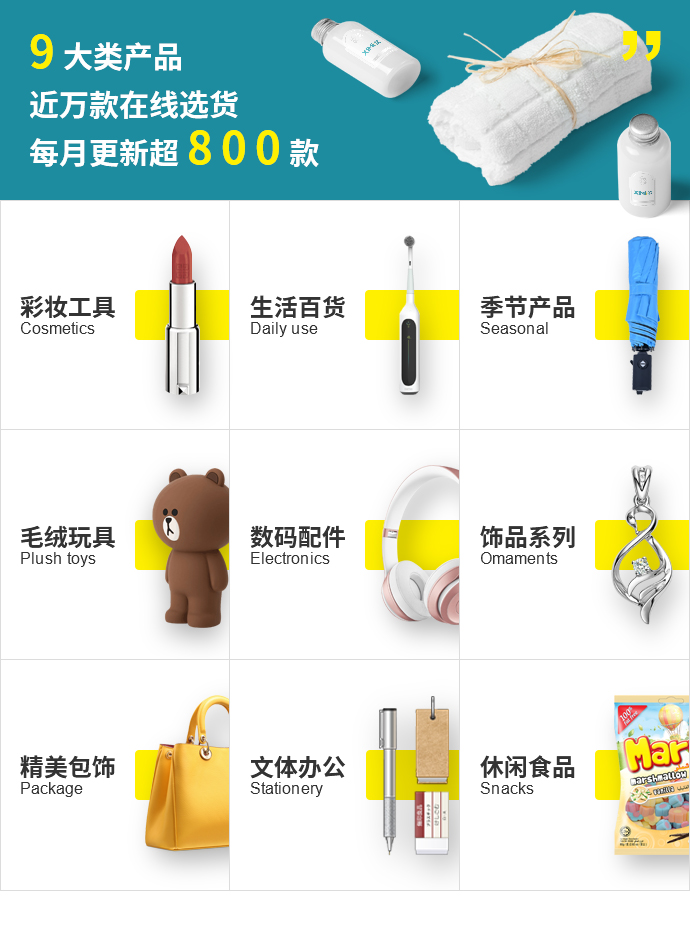 9 大类产品
近万款在线选货
每月更新超 800 款
彩妆工具
Cosmetics
生活百货
Daily use
季节产品
Seasonal
毛绒玩具
Plush toys
数码配件
Electronics
饰品系列
Omaments
精美包饰
Package
文体办公
Stationery
休闲食品
Snacks
100%
Mar
marshmallow
vanilla